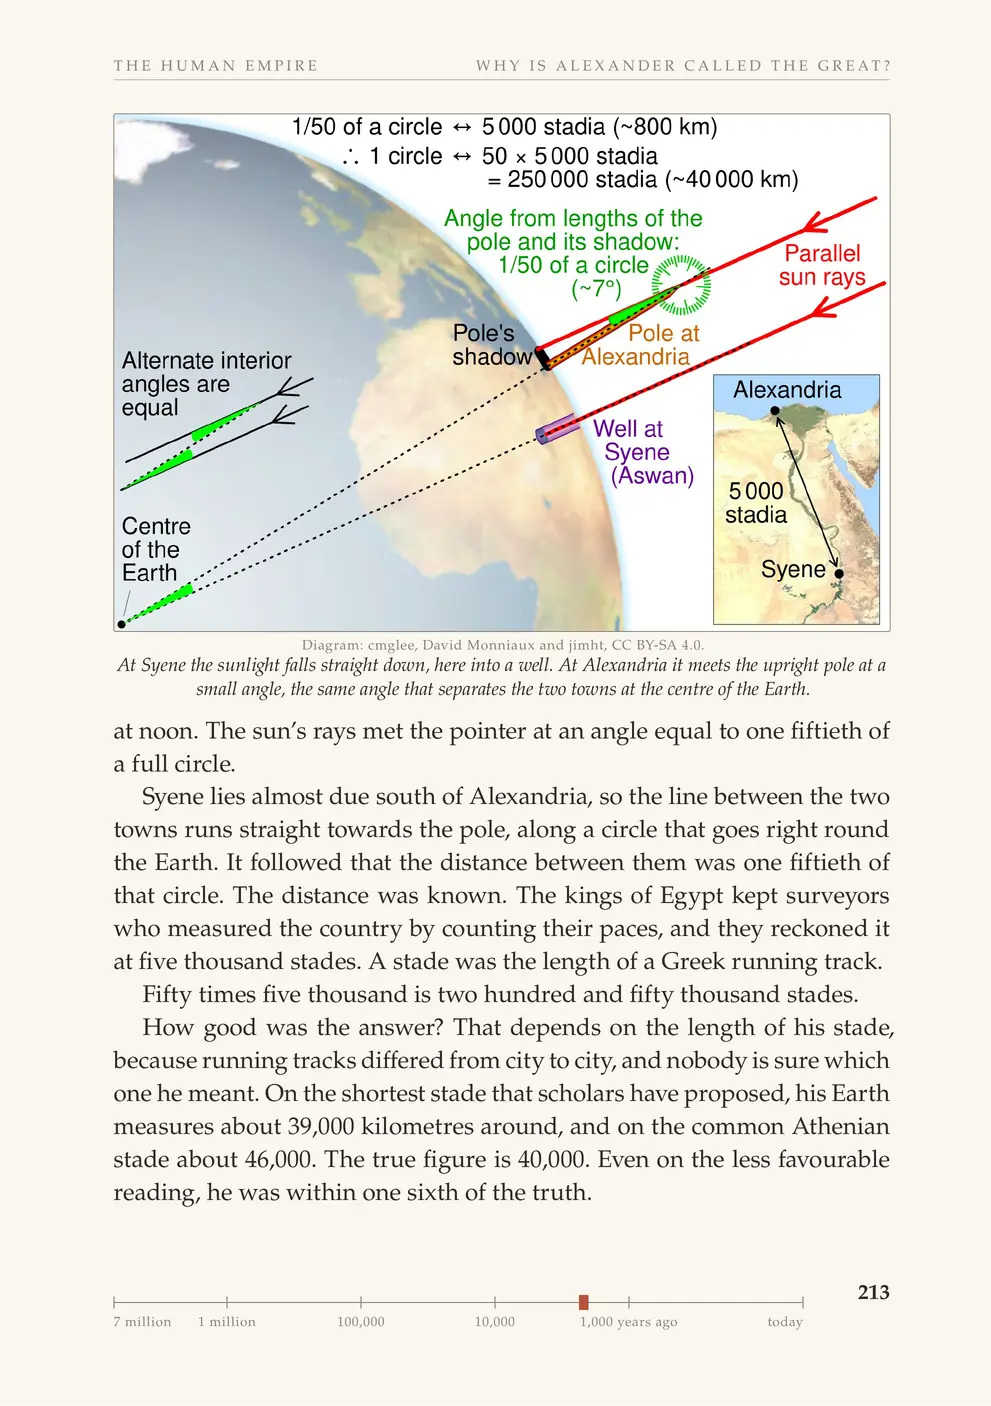 THE HUMAN EMPIRE
WHY IS ALEXANDER CALLED THE GREAT?
1/50 of a circle ↔ 5 000 stadia (~800 km)
∴ 1 circle ↔ 50 × 5 000 stadia
= 250 000 stadia (~40 000 km)
Angle from lengths of the
pole and its shadow:
1/50 of a circle
(~7°)
Parallel
sun rays
Pole's
shadow
Pole at
Alexandria
Alternate interior
angles are
equal
Well at
Syene
(Aswan)
Centre
of the
Earth
Alexandria
5 000
stadia
Syene
Diagram: cmglee, David Monniaux and jimht, CC BY-SA 4.0.
At Syene the sunlight falls straight down, here into a well. At Alexandria it meets the upright pole at a
small angle, the same angle that separates the two towns at the centre of the Earth.
at noon. The sun’s rays met the pointer at an angle equal to one fiftieth of
a full circle.
Syene lies almost due south of Alexandria, so the line between the two
towns runs straight towards the pole, along a circle that goes right round
the Earth. It followed that the distance between them was one fiftieth of
that circle. The distance was known. The kings of Egypt kept surveyors
who measured the country by counting their paces, and they reckoned it
at five thousand stades. A stade was the length of a Greek running track.
Fifty times five thousand is two hundred and fifty thousand stades.
How good was the answer? That depends on the length of his stade,
because running tracks differed from city to city, and nobody is sure which
one he meant. On the shortest stade that scholars have proposed, his Earth
measures about 39,000 kilometres around, and on the common Athenian
stade about 46,000. The true figure is 40,000. Even on the less favourable
reading, he was within one sixth of the truth.
213
7 million
1 million
100,000
10,000
1,000 years ago
today